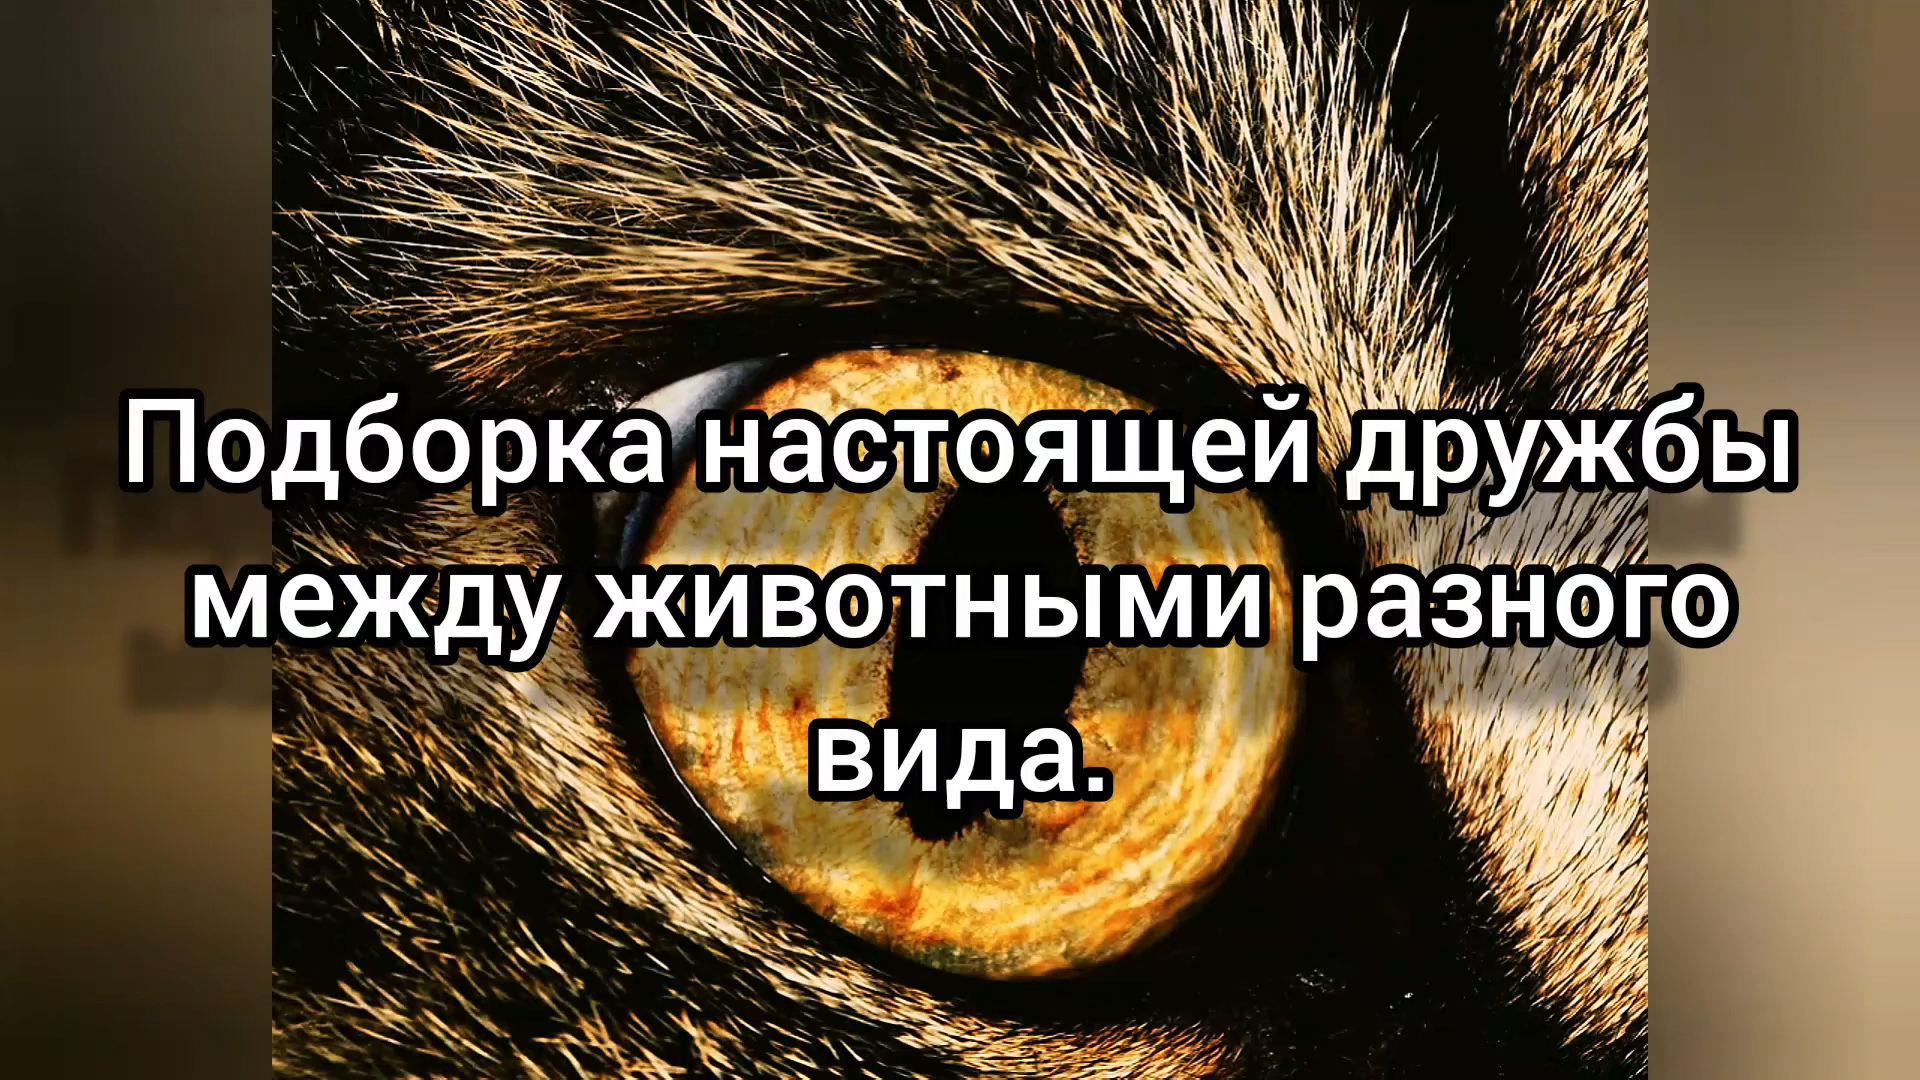 Подборка настоящей дружбы
между животными разного
вида.